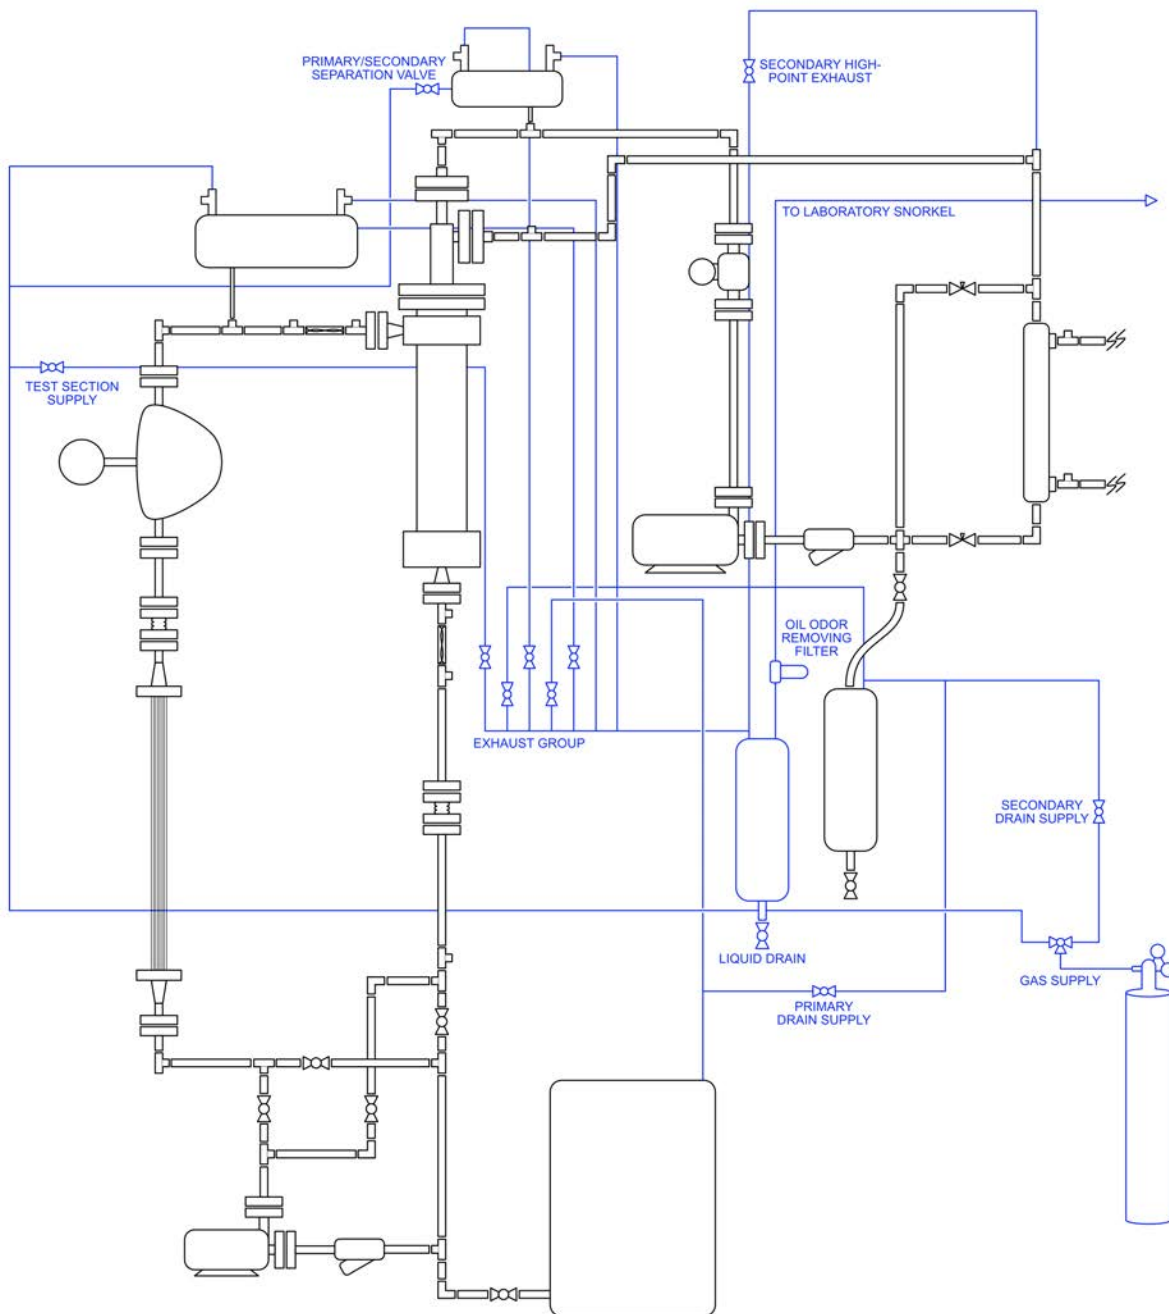 PRIMARY/SECONDARY
SEPARATION VALVE
SECONDARY HIGH-
POINT EXHAUST
TO LABORATORY SNORKEL
TEST SECTION
SUPPLY
OIL ODOR
REMOVING
FILTER
EXHAUST GROUP
SECONDARY
DRAIN SUPPLY
LIQUID DRAIN
GAS SUPPLY
PRIMARY
DRAIN SUPPLY